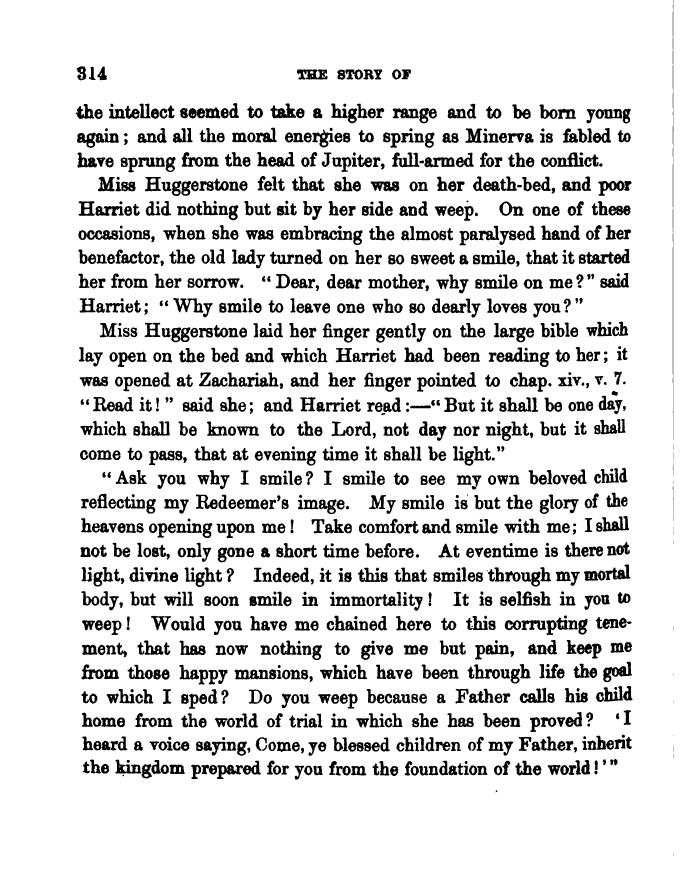 314 THE STORY OF
the intellect seemed to take a higher range and to be born young
again; and all the moral energies to spring as Minerva is fabled to
have sprung from the head of Jupiter, full-armed for the conflict.
Miss Huggerstone felt that she was on her death-bed, and poor
Harriet did nothing but sit by her side and weep. On one of these
occasions, when she was embracing the almost paralysed hand of her
benefactor, the old lady turned on her so sweet a smile, that it started
her from her sorrow. "Dear, dear mother, why smile on me?" said
Harriet; "Why smile to leave one who so dearly loves you?"
Miss Huggerstone laid her finger gently on the large bible which
lay open on the bed and which Harriet had been reading to her; it
was opened at Zachariah, and her finger pointed to chap. xiv., v. 7.
"Read it!" said she; and Harriet read:—"But it shall be one day,
which shall be known to the Lord, not day nor night, but it shall
come to pass, that at evening time it shall be light."
"Ask you why I smile? I smile to see my own beloved child
reflecting my Redeemer's image. My smile is but the glory of the
heavens opening upon me! Take comfort and smile with me; I shall
not be lost, only gone a short time before. At eventime is there not
light, divine light? Indeed, it is this that smiles through my mortal
body, but will soon smile in immortality! It is selfish in you to
weep! Would you have me chained here to this corrupting tene-
ment, that has now nothing to give me but pain, and keep me
from those happy mansions, which have been through life the goal
to which I sped? Do you weep because a Father calls his child
home from the world of trial in which she has been proved? 'I
heard a voice saying, Come, ye blessed children of my Father, inherit
the kingdom prepared for you from the foundation of the world!'"